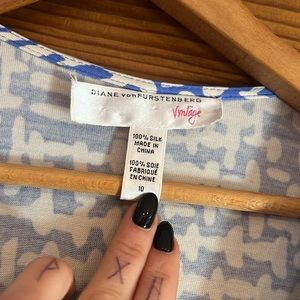 DIANE VON FURSTENBERG
Vintage
100% SILK
MADE IN
CHINA
100% SOIE
FABRIQUÉ
EN CHINE
10
X